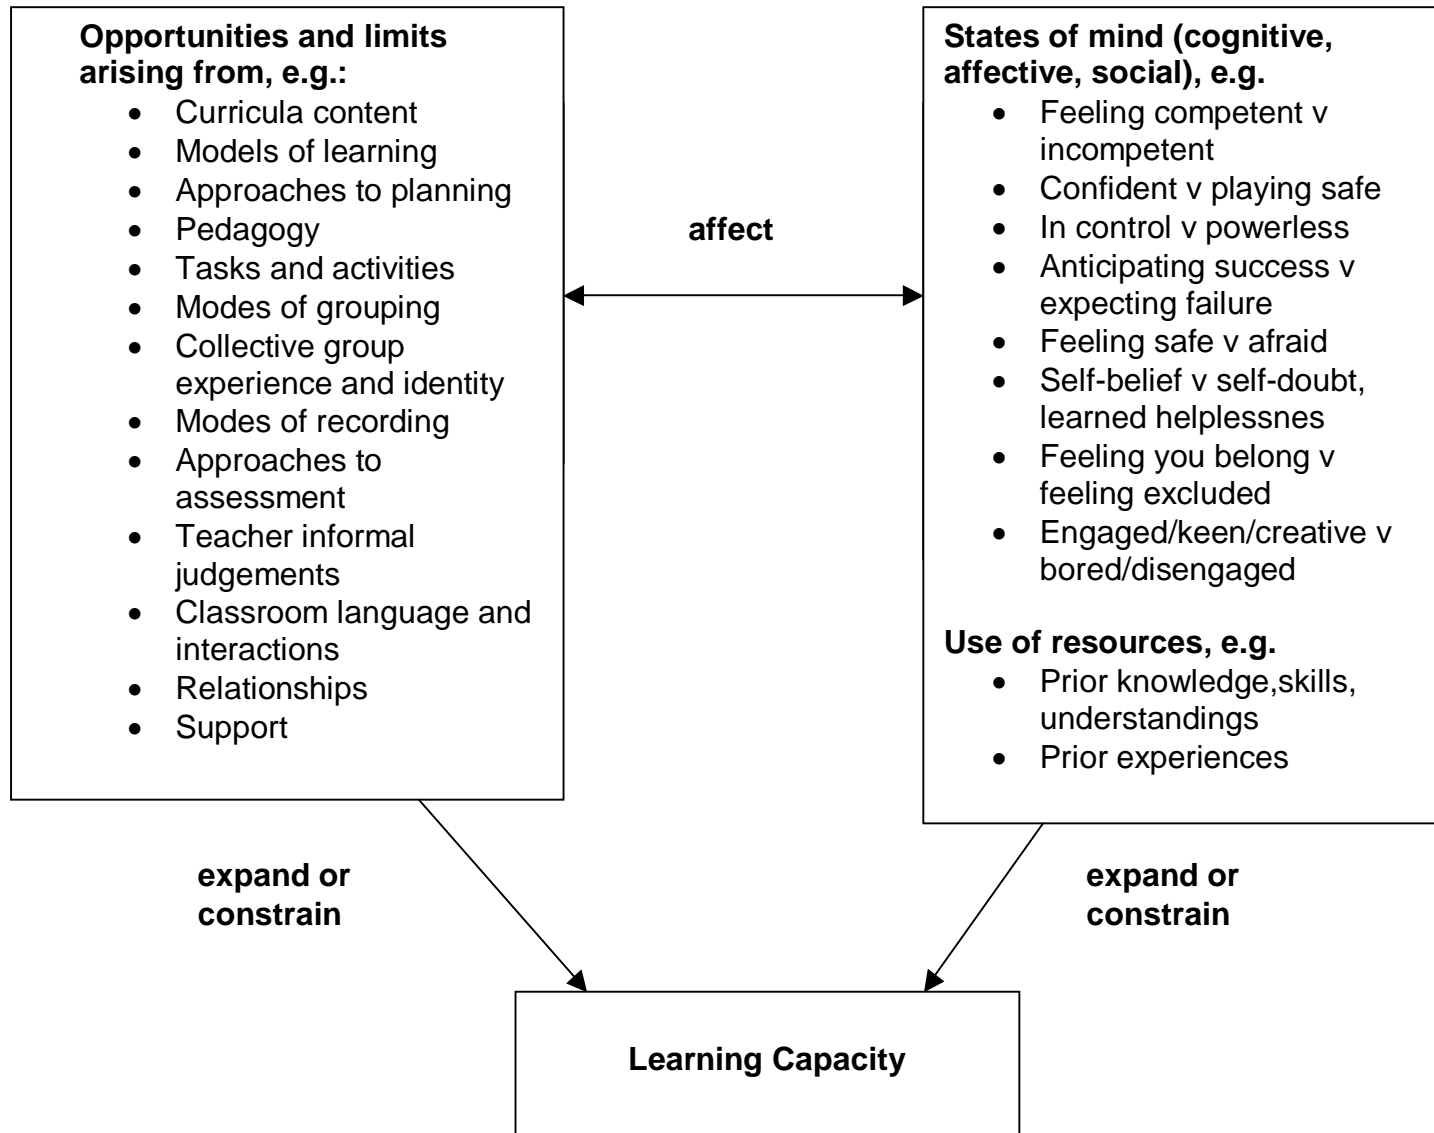 Opportunities and limits
arising from, e.g.:
• Curricula content
• Models of learning
• Approaches to planning
• Pedagogy
• Tasks and activities
• Modes of grouping
• Collective group
experience and identity
• Modes of recording
• Approaches to
assessment
• Teacher informal
judgements
• Classroom language and
interactions
• Relationships
• Support
affect
States of mind (cognitive,
affective, social), e.g.
• Feeling competent v
incompetent
• Confident v playing safe
• In control v powerless
• Anticipating success v
expecting failure
• Feeling safe v afraid
• Self-belief v self-doubt,
learned helplessnes
• Feeling you belong v
feeling excluded
• Engaged/keen/creative v
bored/disengaged
Use of resources, e.g.
• Prior knowledge,skills,
understandings
• Prior experiences
expand or
constrain
expand or
constrain
Learning Capacity